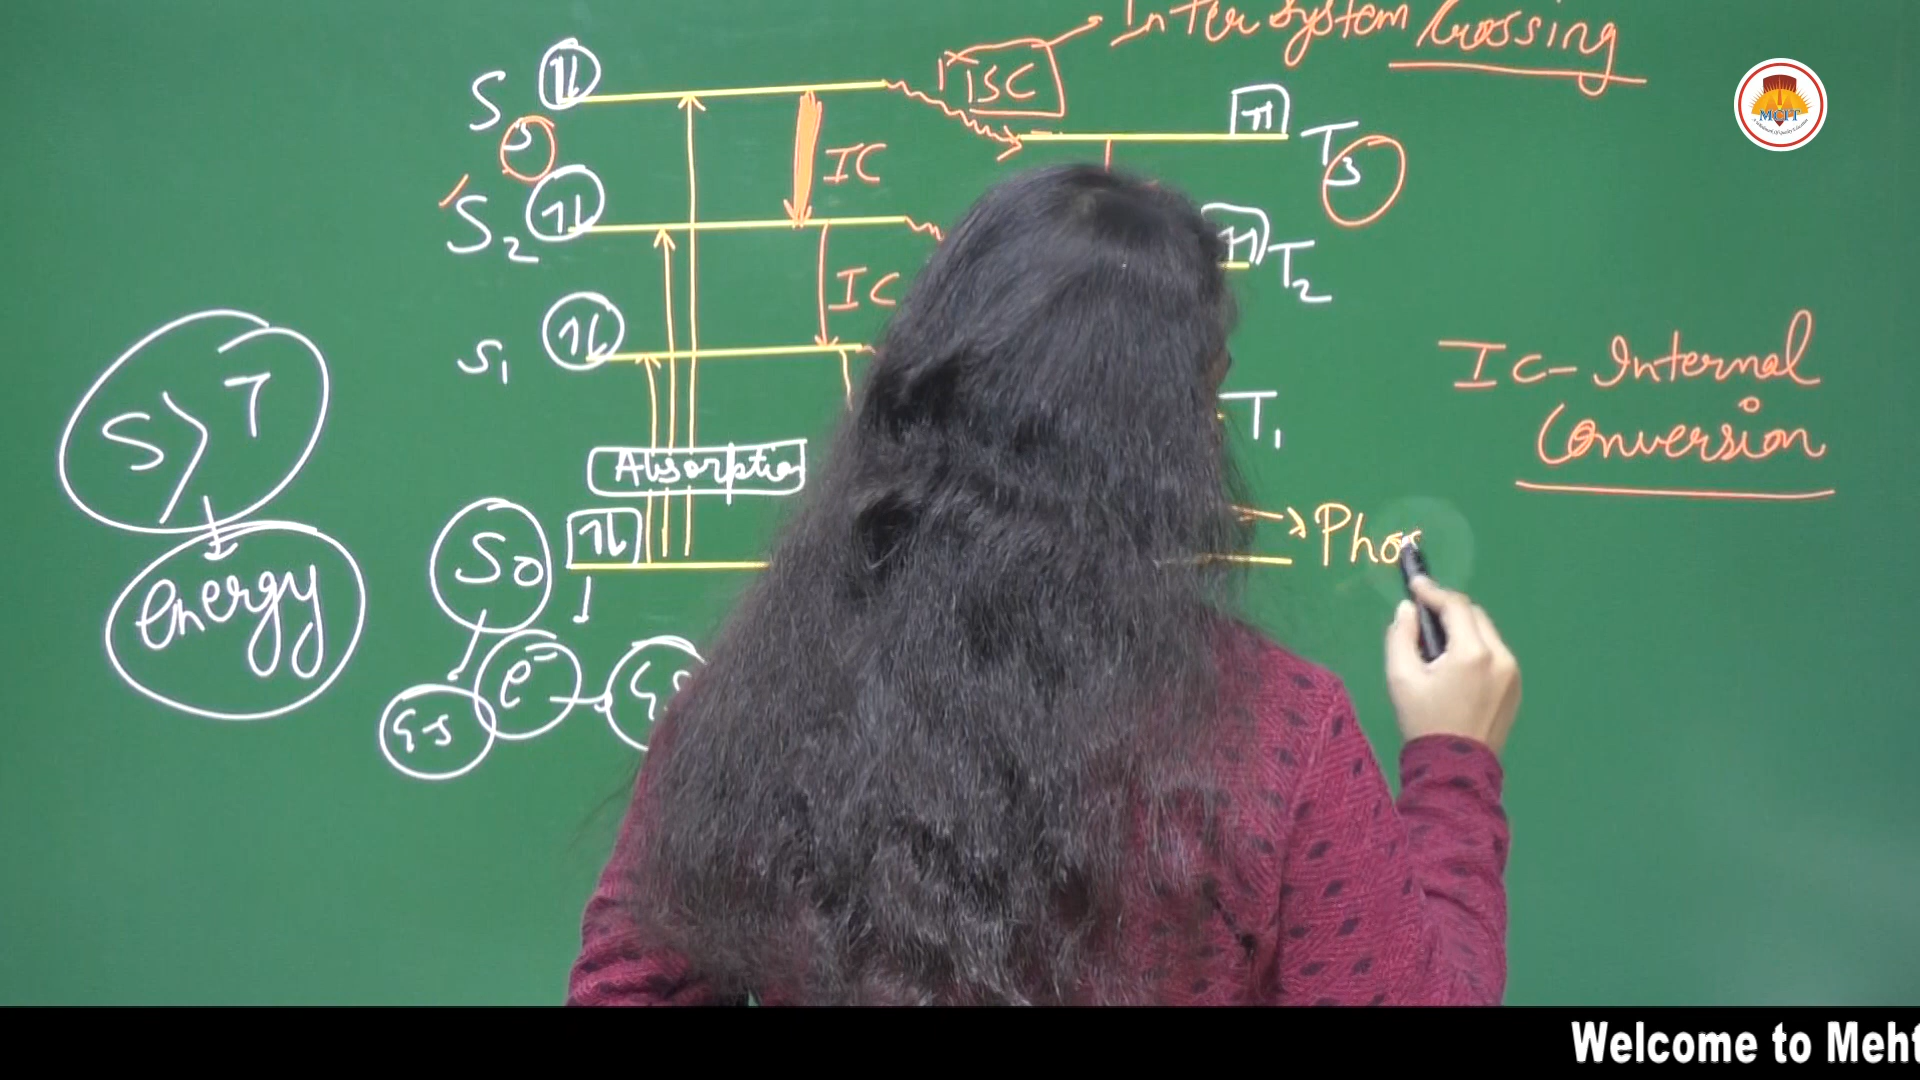 Inter System Crossing
ISC
S3
IC
T3
MCPT
S2
IC
T2
S1
IC - Internal
Conversion
S > T
T1
Absorption
S0
Phos
Energy
e-
G.S
Welcome to Meht